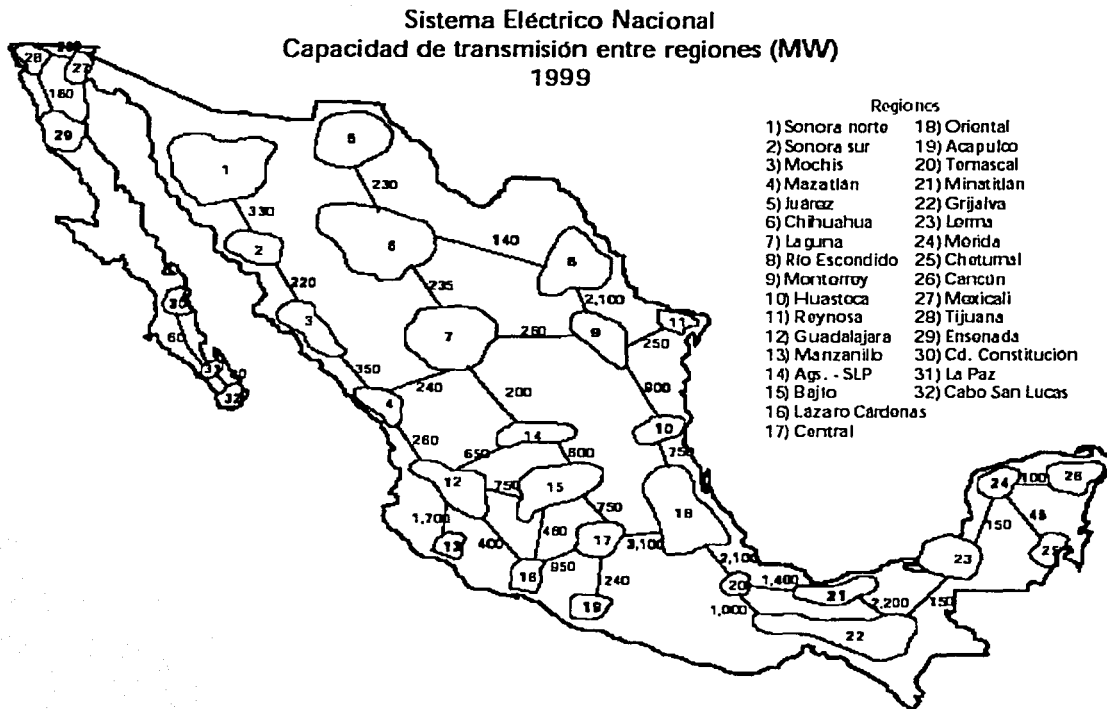 Sistema Eléctrico Nacional
Capacidad de transmisión entre regiones (MW)
1999
Regiones
1) Sonora norte
2) Sonora sur
3) Mochis
4) Mazatlán
5) Juárez
6) Chihuahua
7) Laguna
8) Río Escondido
9) Monterrey
10) Huasteca
11) Reynosa
12) Guadalajara
13) Manzanillo
14) Ags. - SLP
15) Bajío
16) Lázaro Cárdenas
17) Central
18) Oriental
19) Acapulco
20) Temascal
21) Minatitlán
22) Grijalva
23) Lerma
24) Mérida
25) Chetumal
26) Cancún
27) Mexicali
28) Tijuana
29) Ensenada
30) Cd. Constitución
31) La Paz
32) Cabo San Lucas
28
27
29
1
230
330
6
140
2
220
235
2,100
3
7
260
9
11
250
350
240
200
900
4
14
10
260
650
600
750
12
750
15
750
18
1,700
400
460
17
3,100
13
950
240
16
19
2,100
20
1,400
21
2,200
150
1,000
22
24
100
26
150
25
23
30
60
31
32